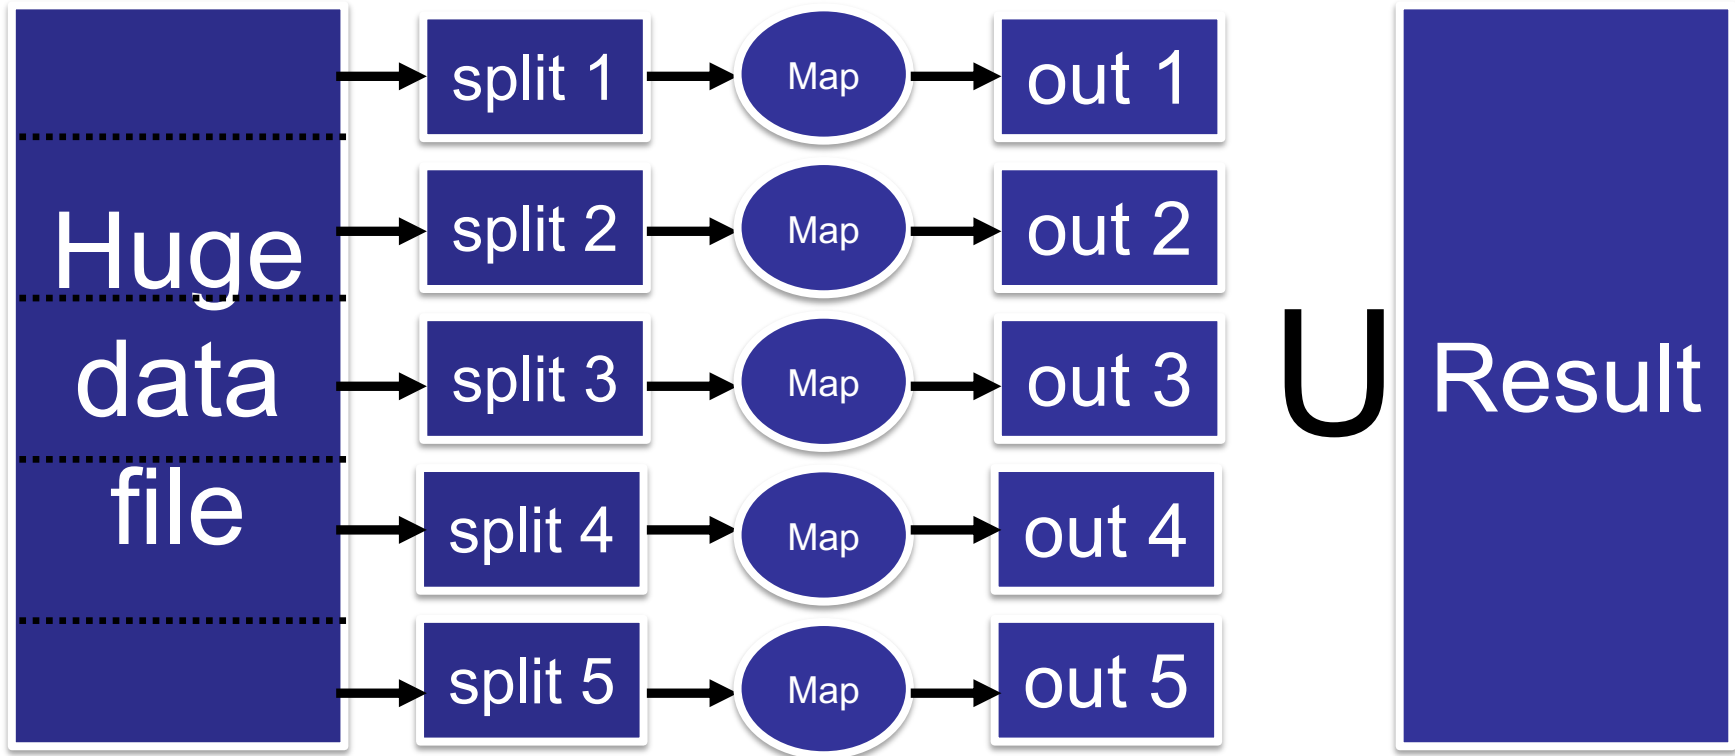 Huge
data
file
split 1
Map
out 1
split 2
Map
out 2
split 3
Map
out 3
split 4
Map
out 4
split 5
Map
out 5
U
Result